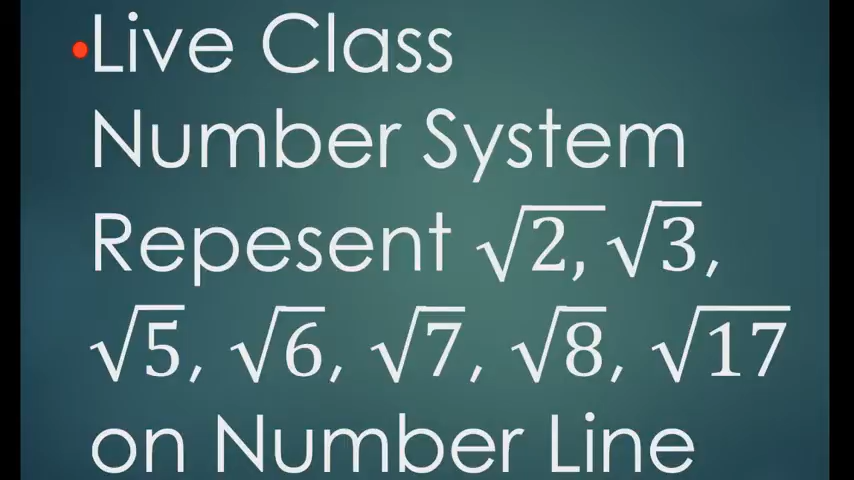 Live Class
Number System
Repesent √2, √3,
√5, √6, √7, √8, √17
on Number Line